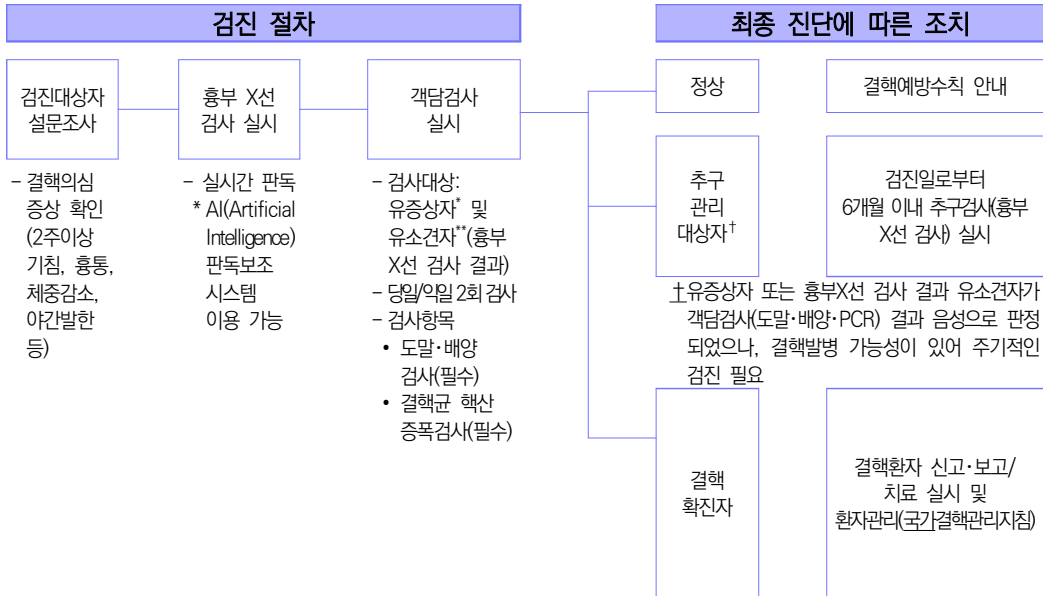 검진 절차
검진대상자
설문조사
- 결핵의심
증상 확인
(2주이상
기침, 흉통,
체중감소,
야간발한
등)
흉부 X선
검사 실시
- 실시간 판독
* AI(Artificial
Intelligence)
판독보조
시스템
이용 가능
객담검사
실시
- 검사대상:
유증상자* 및
유소견자**(흉부
X선 검사 결과)
- 당일/익일 2회 검사
- 검사항목
• 도말·배양
검사(필수)
• 결핵균 핵산
증폭검사(필수)
최종 진단에 따른 조치
정상
결핵예방수칙 안내
추구
관리
대상자†
검진일로부터
6개월 이내 추구검사(흉부
X선 검사) 실시
†유증상자 또는 흉부X선 검사 결과 유소견자가
객담검사(도말·배양·PCR) 결과 음성으로 판정
되었으나, 결핵발병 가능성이 있어 주기적인
검진 필요
결핵
확진자
결핵환자 신고·보고/
치료 실시 및
환자관리(국가결핵관리지침)